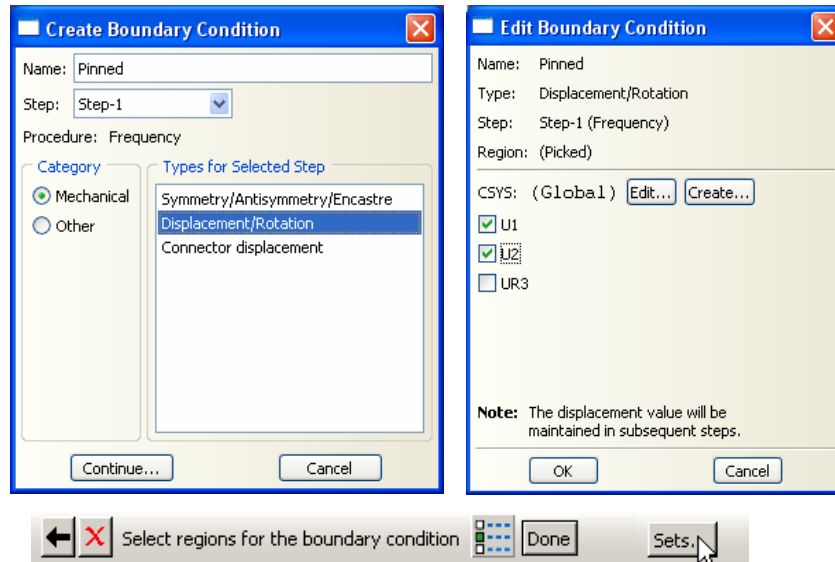 Create Boundary Condition
Name: Pinned
Step: Step-1
Procedure: Frequency
Category
Mechanical
Other
Types for Selected Step
Symmetry/Antisymmetry/Encastre
Displacement/Rotation
Connector displacement
Continue...
Cancel
Edit Boundary Condition
Name: Pinned
Type: Displacement/Rotation
Step: Step-1 (Frequency)
Region: (Picked)
CSYS: (Global) Edit... Create...
U1
U2
UR3
Note: The displacement value will be
maintained in subsequent steps.
OK
Cancel
Select regions for the boundary condition Done Sets..